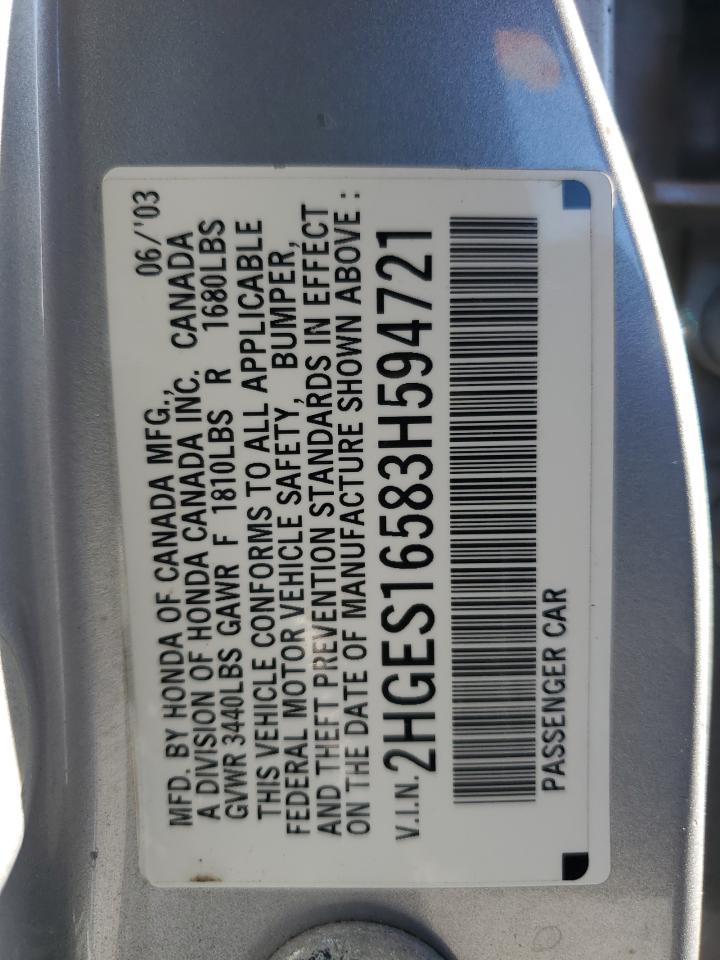 MFD. BY HONDA OF CANADA MFG., 06/'03
A DIVISION OF HONDA CANADA INC. CANADA
GVWR 3440LBS GAWR F 1810LBS R 1680LBS
THIS VEHICLE CONFORMS TO ALL APPLICABLE
FEDERAL MOTOR VEHICLE SAFETY, BUMPER,
AND THEFT PREVENTION STANDARDS IN EFFECT
ON THE DATE OF MANUFACTURE SHOWN ABOVE :
V.I.N. 2HGES16583H594721
PASSENGER CAR